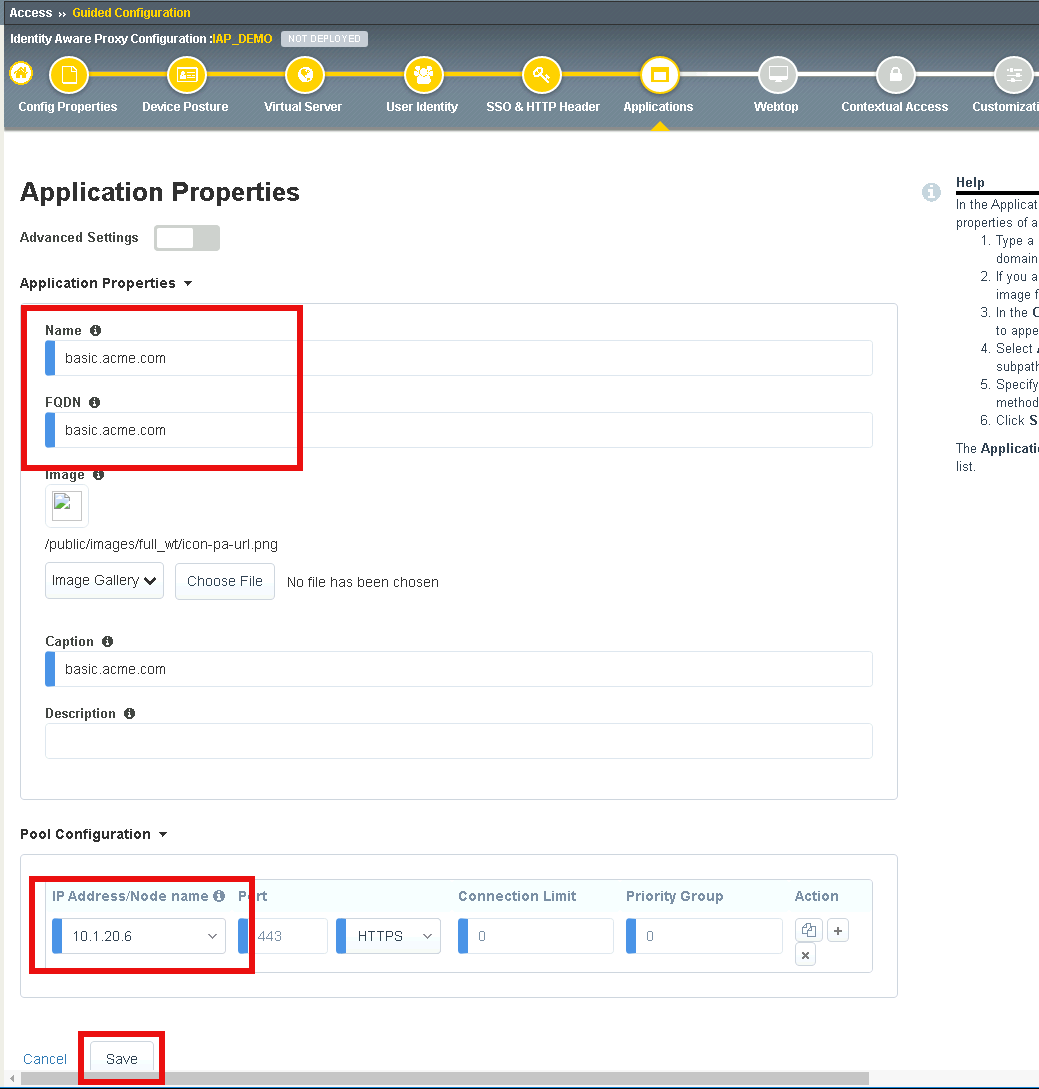 Access ›› Guided Configuration
Identity Aware Proxy Configuration :IAP_DEMO NOT DEPLOYED
Config Properties Device Posture Virtual Server User Identity SSO & HTTP Header Applications Webtop Contextual Access Customizati
Application Properties
Advanced Settings
Application Properties
Name
basic.acme.com
FQDN
basic.acme.com
Image
/public/images/full_wt/icon-pa-url.png
Image Gallery Choose File No file has been chosen
Caption
basic.acme.com
Description
Pool Configuration
IP Address/Node name Port Connection Limit Priority Group Action
10.1.20.6 443 HTTPS 0 0
Cancel Save
Help
In the Applicat
properties of a
1. Type a
domain
2. If you a
image f
3. In the C
to appe
4. Select A
subpath
5. Specify
method
6. Click S
The Applicatio
list.